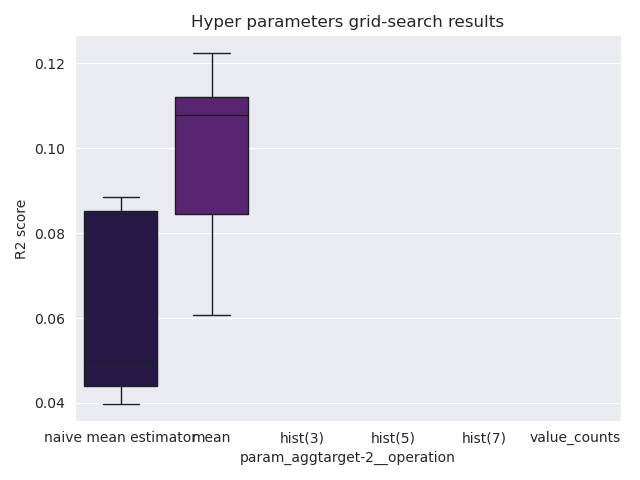 Hyper parameters grid-search results
0.12
0.10
0.08
0.06
0.04
R2 score
naive mean estimator mean hist(3) hist(5) hist(7) value_counts
param_aggtarget-2__operation